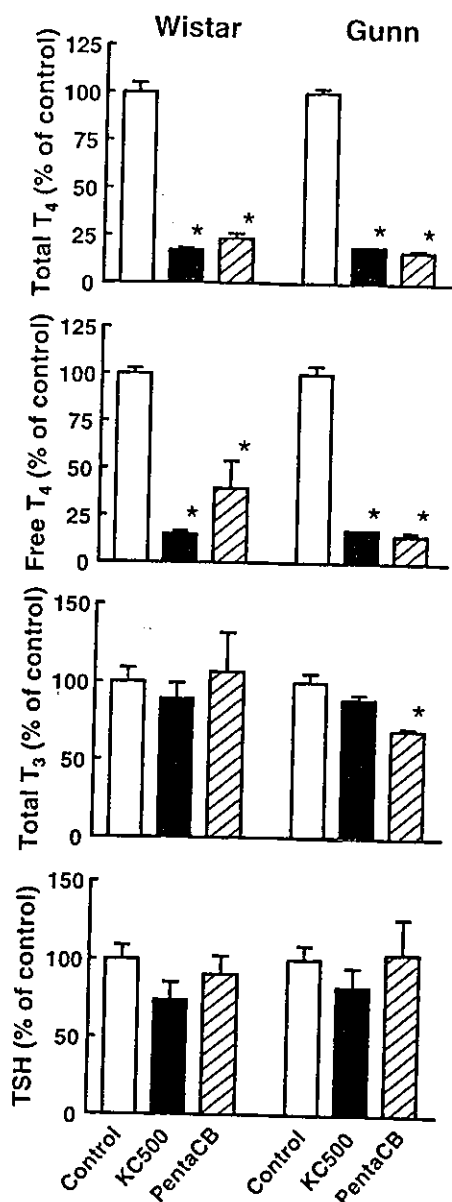 Wistar Gunn
Total T4 (% of control)
125
100
75
50
25
0
* * * *
Free T4 (% of control)
125
100
75
50
25
0
* * * *
Total T3 (% of control)
150
100
50
0
*
TSH (% of control)
150
100
50
0
Control KC500 PentaCB Control KC500 PentaCB